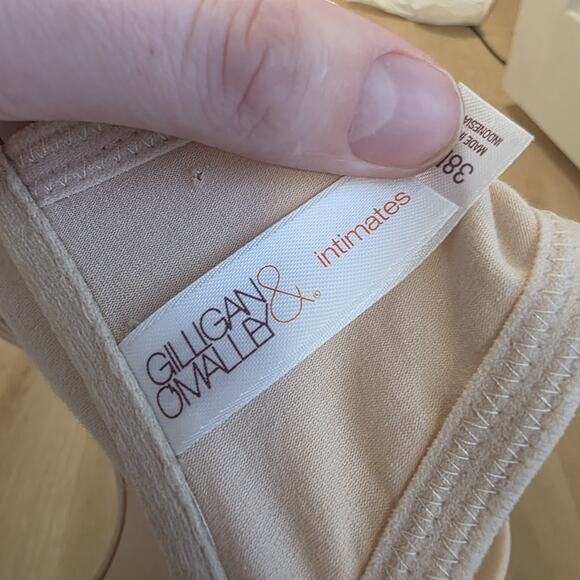 GILLIGAN
& 
O'MALLEY
intimates
38
MADE IN
INDONESIA